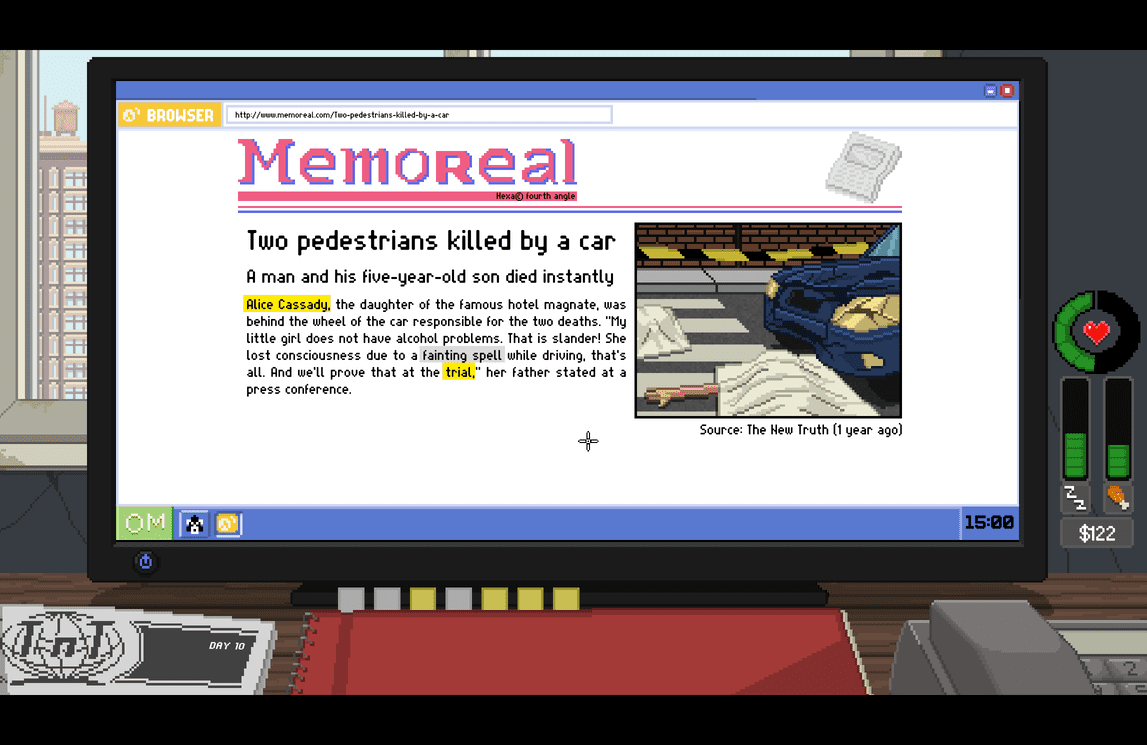 BROWSER
http://www.memoreal.com/Two-pedestrians-killed-by-a-car
Memoreal
Hexa© fourth angle
Two pedestrians killed by a car
A man and his five-year-old son died instantly
Alice Cassady, the daughter of the famous hotel magnate, was
behind the wheel of the car responsible for the two deaths. "My
little girl does not have alcohol problems. That is slander! She
lost consciousness due to a fainting spell while driving, that's
all. And we'll prove that at the trial," her father stated at a
press conference.
Source: The New Truth (1 year ago)
OM
15:00
zzz
$122
TnT
DAY 10
2